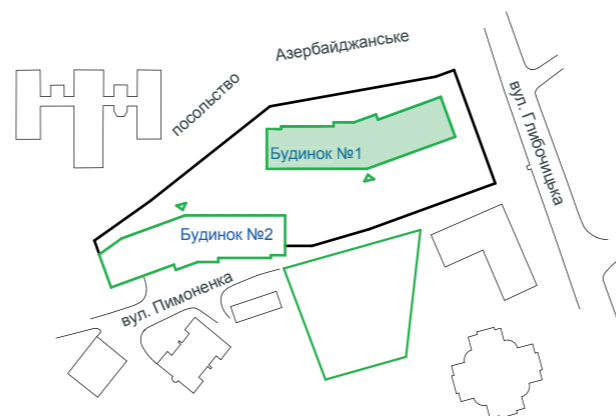 Азербайджанське
посольство
вул. Глибочицька
Будинок №1
Будинок №2
вул. Пимоненка